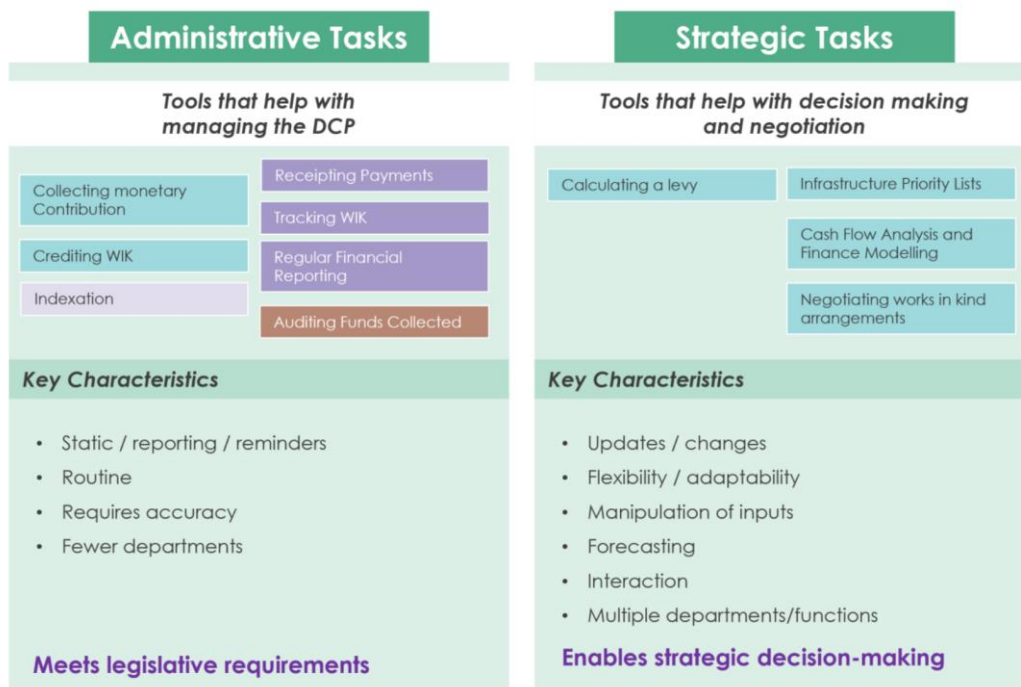 Administrative Tasks
Tools that help with
managing the DCP
Collecting monetary
Contribution
Crediting WIK
Indexation
Receipting Payments
Tracking WIK
Regular Financial
Reporting
Auditing Funds Collected
Key Characteristics
• Static / reporting / reminders
• Routine
• Requires accuracy
• Fewer departments
Meets legislative requirements
Strategic Tasks
Tools that help with decision making
and negotiation
Calculating a levy
Infrastructure Priority Lists
Cash Flow Analysis and
Finance Modelling
Negotiating works in kind
arrangements
Key Characteristics
• Updates / changes
• Flexibility / adaptability
• Manipulation of inputs
• Forecasting
• Interaction
• Multiple departments/functions
Enables strategic decision-making